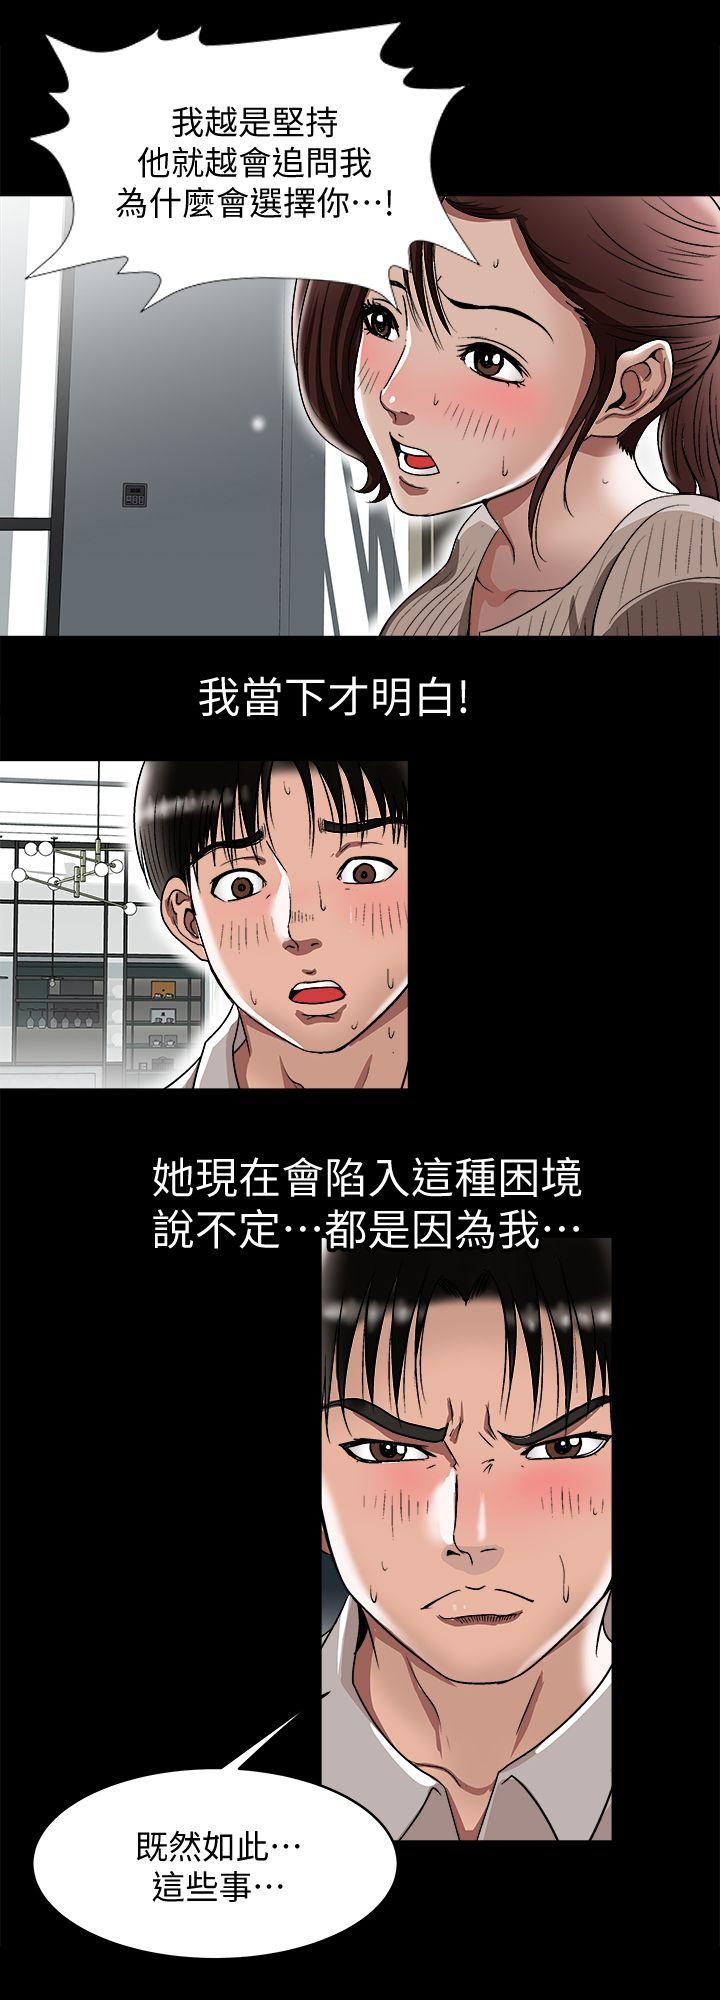 我越是堅持
他就越會追問我
為什麼會選擇你⋯!
我當下才明白!
她現在會陷入這種困境
說不定⋯都是因為我⋯
既然如此⋯
這些事⋯